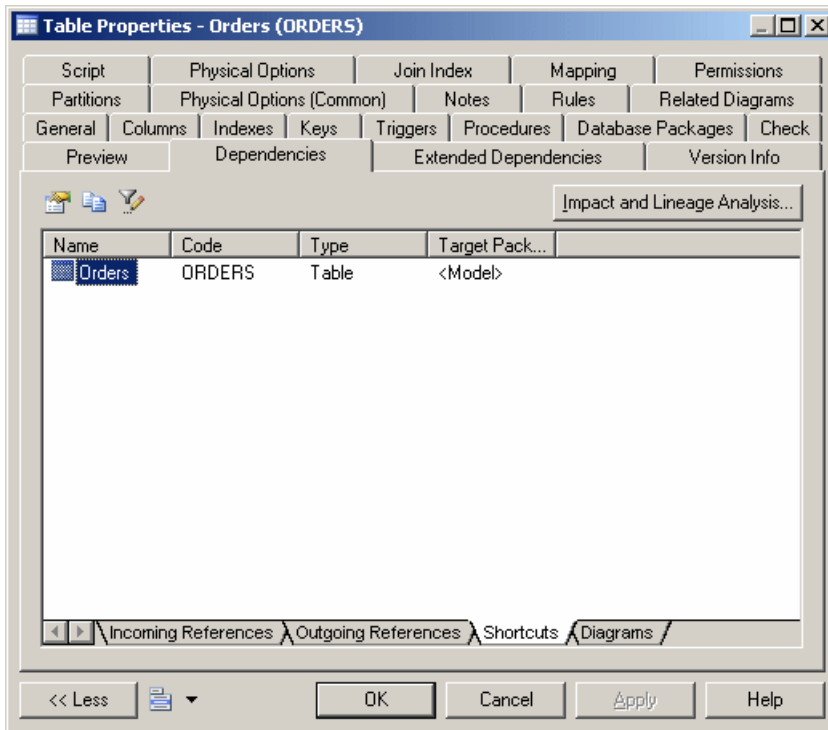 Table Properties - Orders (ORDERS)
Script Physical Options Join Index Mapping Permissions
Partitions Physical Options (Common) Notes Rules Related Diagrams
General Columns Indexes Keys Triggers Procedures Database Packages Check
Preview Dependencies Extended Dependencies Version Info
Impact and Lineage Analysis...
Name Code Type Target Pack...
Orders ORDERS Table <Model>
Incoming References Outgoing References Shortcuts Diagrams
<< Less OK Cancel Apply Help